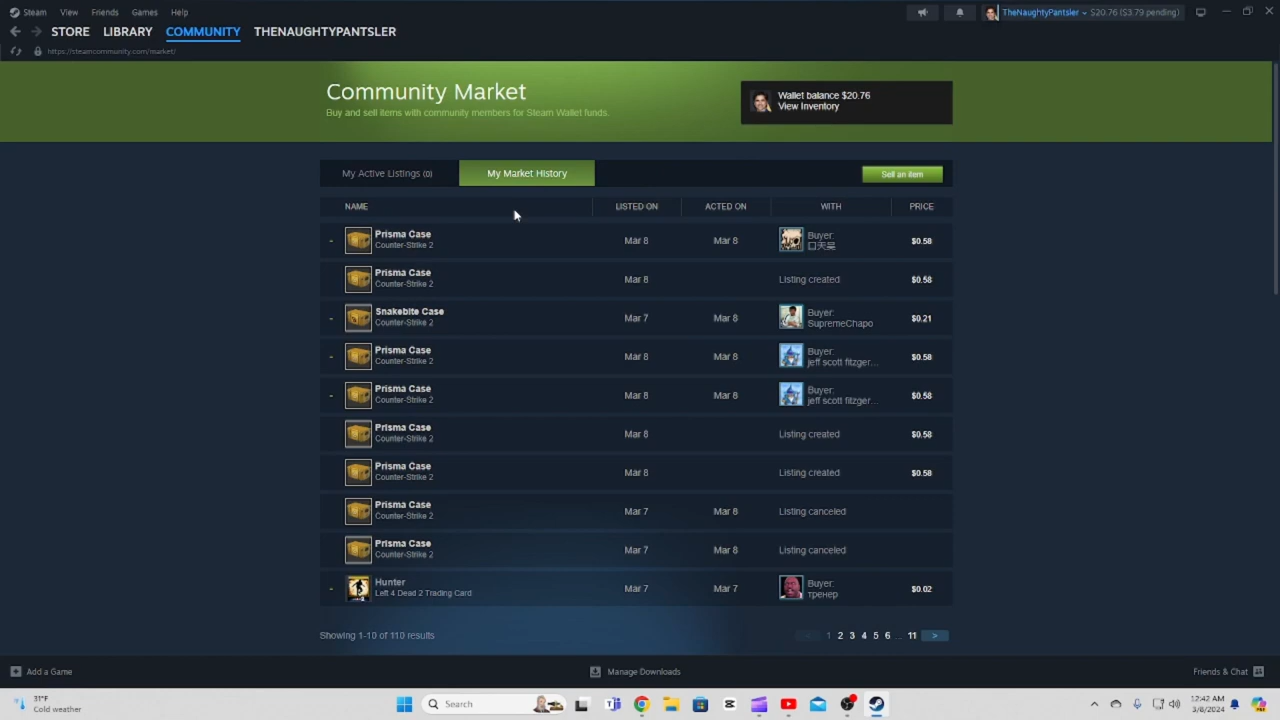 Steam View Friends Games Help
TheNaughtyPantsler $20.76 ($3.79 pending)
STORE LIBRARY COMMUNITY THENAUGHTYPANTSLER
https://steamcommunity.com/market/
Community Market
Buy and sell items with community members for Steam Wallet funds.
Wallet balance $20.76
View Inventory
My Active Listings (0) My Market History Sell an item
NAME LISTED ON ACTED ON WITH PRICE
- Prisma Case Mar 8 Mar 8 Buyer: $0.58
Counter-Strike 2 口天吴
Prisma Case Mar 8 Listing created $0.58
Counter-Strike 2
- Snakebite Case Mar 7 Mar 8 Buyer: $0.21
Counter-Strike 2 SupremeChapo
- Prisma Case Mar 8 Mar 8 Buyer: $0.58
Counter-Strike 2 jeff scott fitzger...
- Prisma Case Mar 8 Mar 8 Buyer: $0.58
Counter-Strike 2 jeff scott fitzger...
Prisma Case Mar 8 Listing created $0.58
Counter-Strike 2
Prisma Case Mar 8 Listing created $0.58
Counter-Strike 2
Prisma Case Mar 7 Mar 8 Listing canceled
Counter-Strike 2
Prisma Case Mar 7 Mar 8 Listing canceled
Counter-Strike 2
- Hunter Mar 7 Mar 7 Buyer: $0.02
Left 4 Dead 2 Trading Card тренер
Showing 1-10 of 110 results < 1 2 3 4 5 6 ... 11 >
Add a Game Manage Downloads Friends & Chat
31°F
Cold weather
Search
12:42 AM
3/8/2024